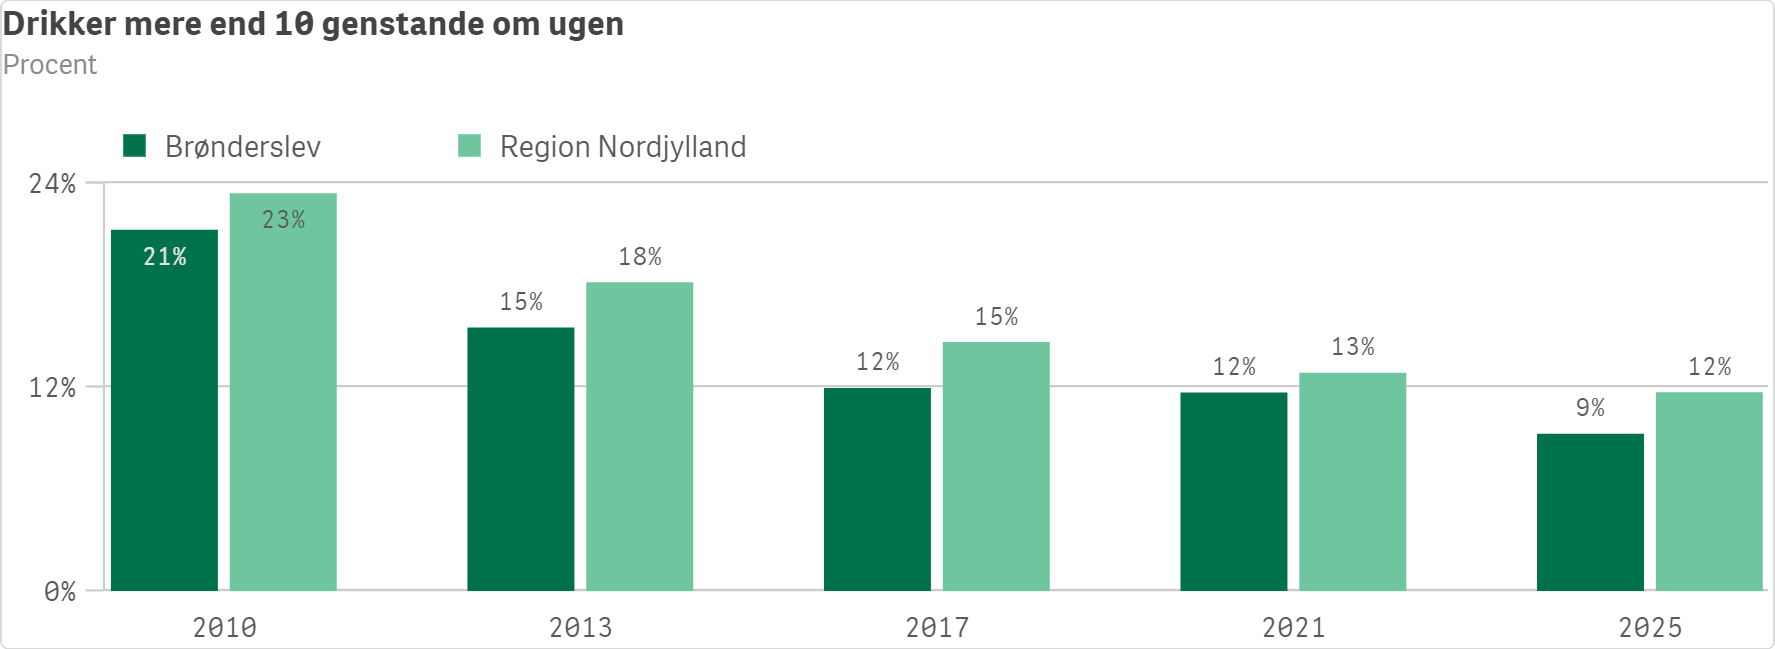 Drikker mere end 10 genstande om ugen
Procent
Brønderslev Region Nordjylland
24%
12%
0%
21% 23% 15% 18% 12% 15% 12% 13% 9% 12%
2010 2013 2017 2021 2025